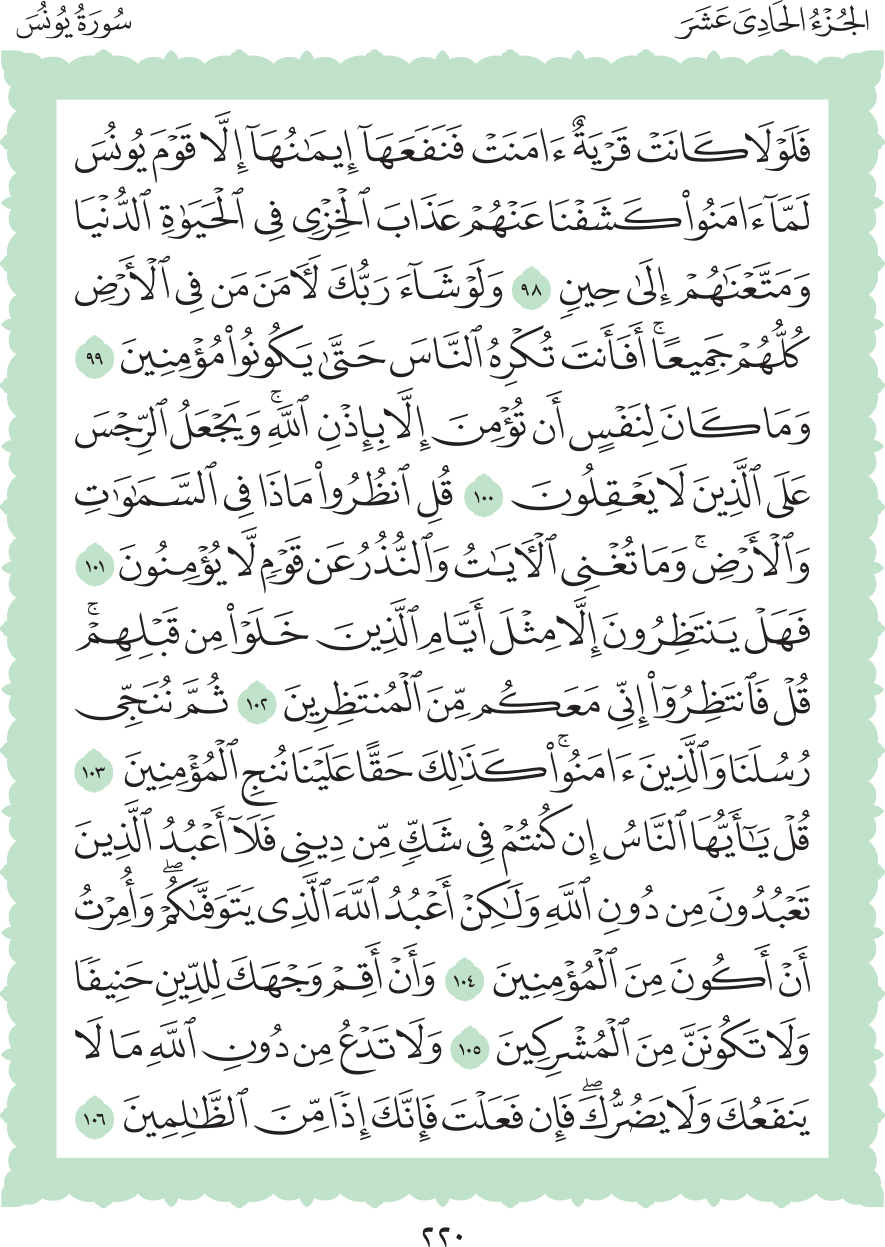 الجُزْءُ الحَادِىَ عَشَرَ
سُورَةُ يُونُسَ
فَلَوۡلَا كَانَتۡ قَرۡيَةٌ ءَامَنَتۡ فَنَفَعَهَآ إِيمَٰنُهَآ إِلَّا قَوۡمَ يُونُسَ
لَمَّآ ءَامَنُواْ كَشَفۡنَا عَنۡهُمۡ عَذَابَ ٱلۡخِزۡيِ فِي ٱلۡحَيَوٰةِ ٱلدُّنۡيَا
وَمَتَّعۡنَٰهُمۡ إِلَىٰ حِينٖ ٩٨ وَلَوۡ شَآءَ رَبُّكَ لَأٓمَنَ مَن فِي ٱلۡأَرۡضِ
كُلُّهُمۡ جَمِيعًاۚ أَفَأَنتَ تُكۡرِهُ ٱلنَّاسَ حَتَّىٰ يَكُونُواْ مُؤۡمِنِينَ ٩٩
وَمَا كَانَ لِنَفۡسٍ أَن تُؤۡمِنَ إِلَّا بِإِذۡنِ ٱللَّهِۚ وَيَجۡعَلُ ٱلرِّجۡسَ
عَلَى ٱلَّذِينَ لَا يَعۡقِلُونَ ١٠٠ قُلِ ٱنظُرُواْ مَاذَا فِي ٱلسَّمَٰوَٰتِ
وَٱلۡأَرۡضِۚ وَمَا تُغۡنِي ٱلۡأٓيَٰتُ وَٱلنُّذُرُ عَن قَوۡمٖ لَّا يُؤۡمِنُونَ ١٠١
فَهَلۡ يَنتَظِرُونَ إِلَّا مِثۡلَ أَيَّامِ ٱلَّذِينَ خَلَوۡاْ مِن قَبۡلِهِمۡۚ
قُلۡ فَٱنتَظِرُوٓاْ إِنِّي مَعَكُم مِّنَ ٱلۡمُنتَظِرِينَ ١٠٢ ثُمَّ نُنَجِّي
رُسُلَنَا وَٱلَّذِينَ ءَامَنُواْۚ كَذَٰلِكَ حَقًّا عَلَيۡنَا نُنجِ ٱلۡمُؤۡمِنِينَ ١٠٣
قُلۡ يَٰٓأَيُّهَا ٱلنَّاسُ إِن كُنتُمۡ فِي شَكّٖ مِّن دِينِي فَلَآ أَعۡبُدُ ٱلَّذِينَ
تَعۡبُدُونَ مِن دُونِ ٱللَّهِ وَلَٰكِنۡ أَعۡبُدُ ٱللَّهَ ٱلَّذِي يَتَوَفَّىٰكُمۡۖ وَأُمِرۡتُ
أَنۡ أَكُونَ مِنَ ٱلۡمُؤۡمِنِينَ ١٠٤ وَأَنۡ أَقِمۡ وَجۡهَكَ لِلدِّينِ حَنِيفٗا
وَلَا تَكُونَنَّ مِنَ ٱلۡمُشۡرِكِينَ ١٠٥ وَلَا تَدۡعُ مِن دُونِ ٱللَّهِ مَا لَا
يَنفَعُكَ وَلَا يَضُرُّكَۖ فَإِن فَعَلۡتَ فَإِنَّكَ إِذٗا مِّنَ ٱلظَّٰلِمِينَ ١٠٦
٢٢٠